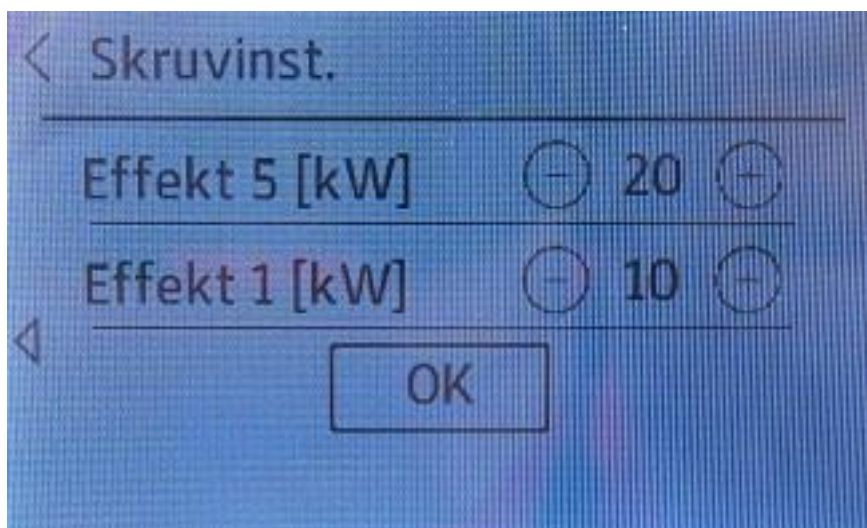 Skruvinst.
Effekt 5 [kW] - 20 +
Effekt 1 [kW] - 10 +
OK